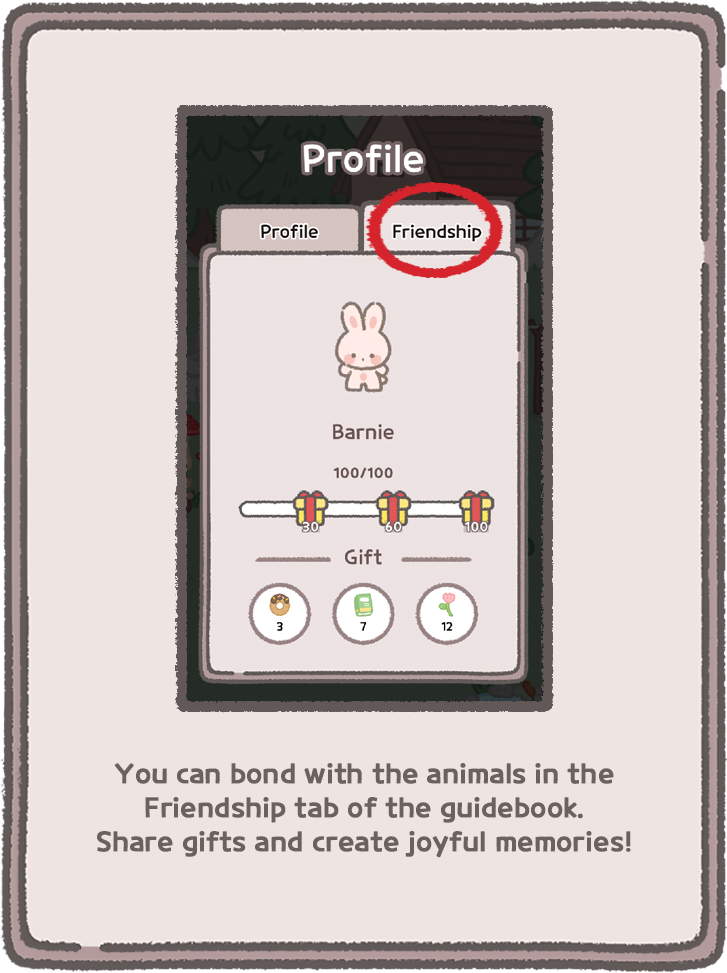 Profile
Profile
Friendship
Barnie
100/100
30
60
100
Gift
3
7
12
You can bond with the animals in the
Friendship tab of the guidebook.
Share gifts and create joyful memories!